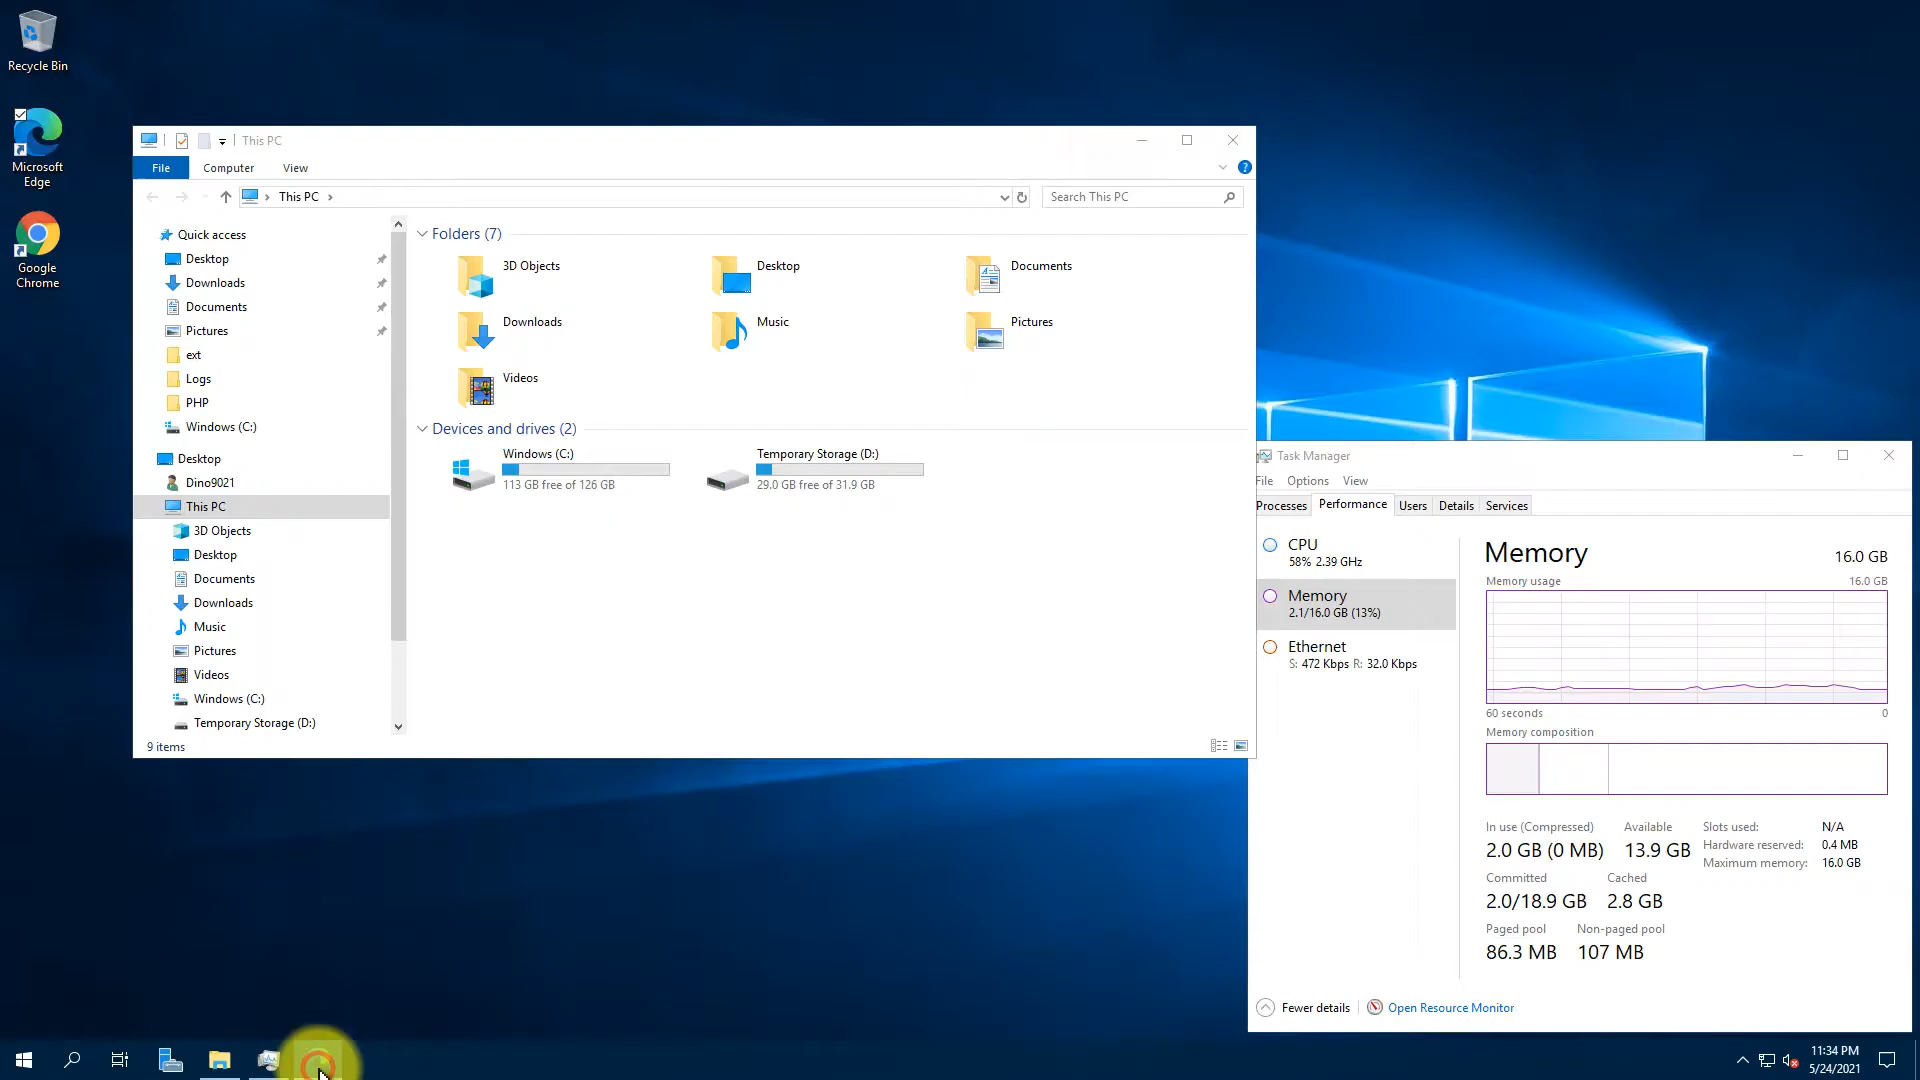 Recycle Bin
Microsoft
Edge
Google
Chrome
This PC
File
Computer
View
This PC
Search This PC
Quick access
Desktop
Downloads
Documents
Pictures
ext
Logs
PHP
Windows (C:)
Desktop
Dino9021
This PC
3D Objects
Desktop
Documents
Downloads
Music
Pictures
Videos
Windows (C:)
Temporary Storage (D:)
Folders (7)
3D Objects
Desktop
Documents
Downloads
Music
Pictures
Videos
Devices and drives (2)
Windows (C:)
113 GB free of 126 GB
Temporary Storage (D:)
29.0 GB free of 31.9 GB
9 items
Task Manager
File Options View
Processes Performance Users Details Services
CPU
58% 2.39 GHz
Memory
2.1/16.0 GB (13%)
Ethernet
S: 472 Kbps R: 32.0 Kbps
Memory 16.0 GB
Memory usage 16.0 GB
60 seconds 0
Memory composition
In use (Compressed) Available
2.0 GB (0 MB) 13.9 GB
Slots used: N/A
Hardware reserved: 0.4 MB
Maximum memory: 16.0 GB
Committed Cached
2.0/18.9 GB 2.8 GB
Paged pool Non-paged pool
86.3 MB 107 MB
Fewer details
Open Resource Monitor
11:34 PM
5/24/2021